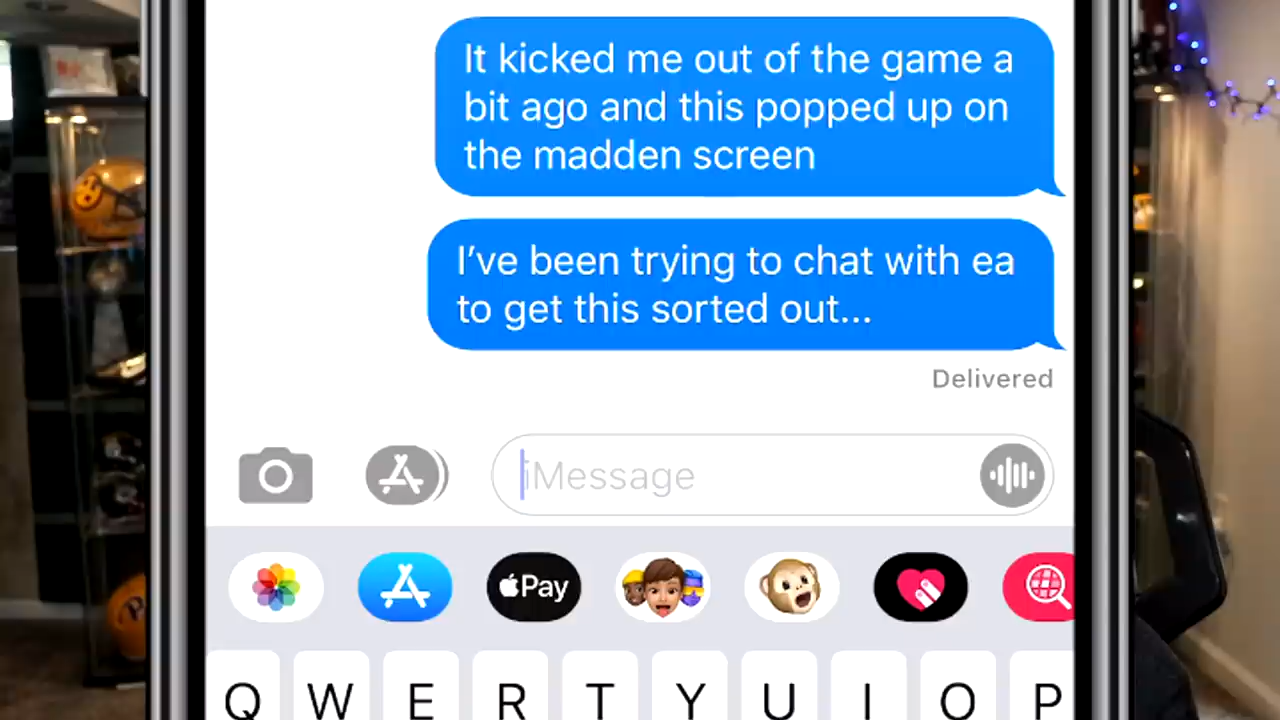 It kicked me out of the game a
bit ago and this popped up on
the madden screen
I've been trying to chat with ea
to get this sorted out...
Delivered
iMessage
Pay
Q W E R T Y U I O P